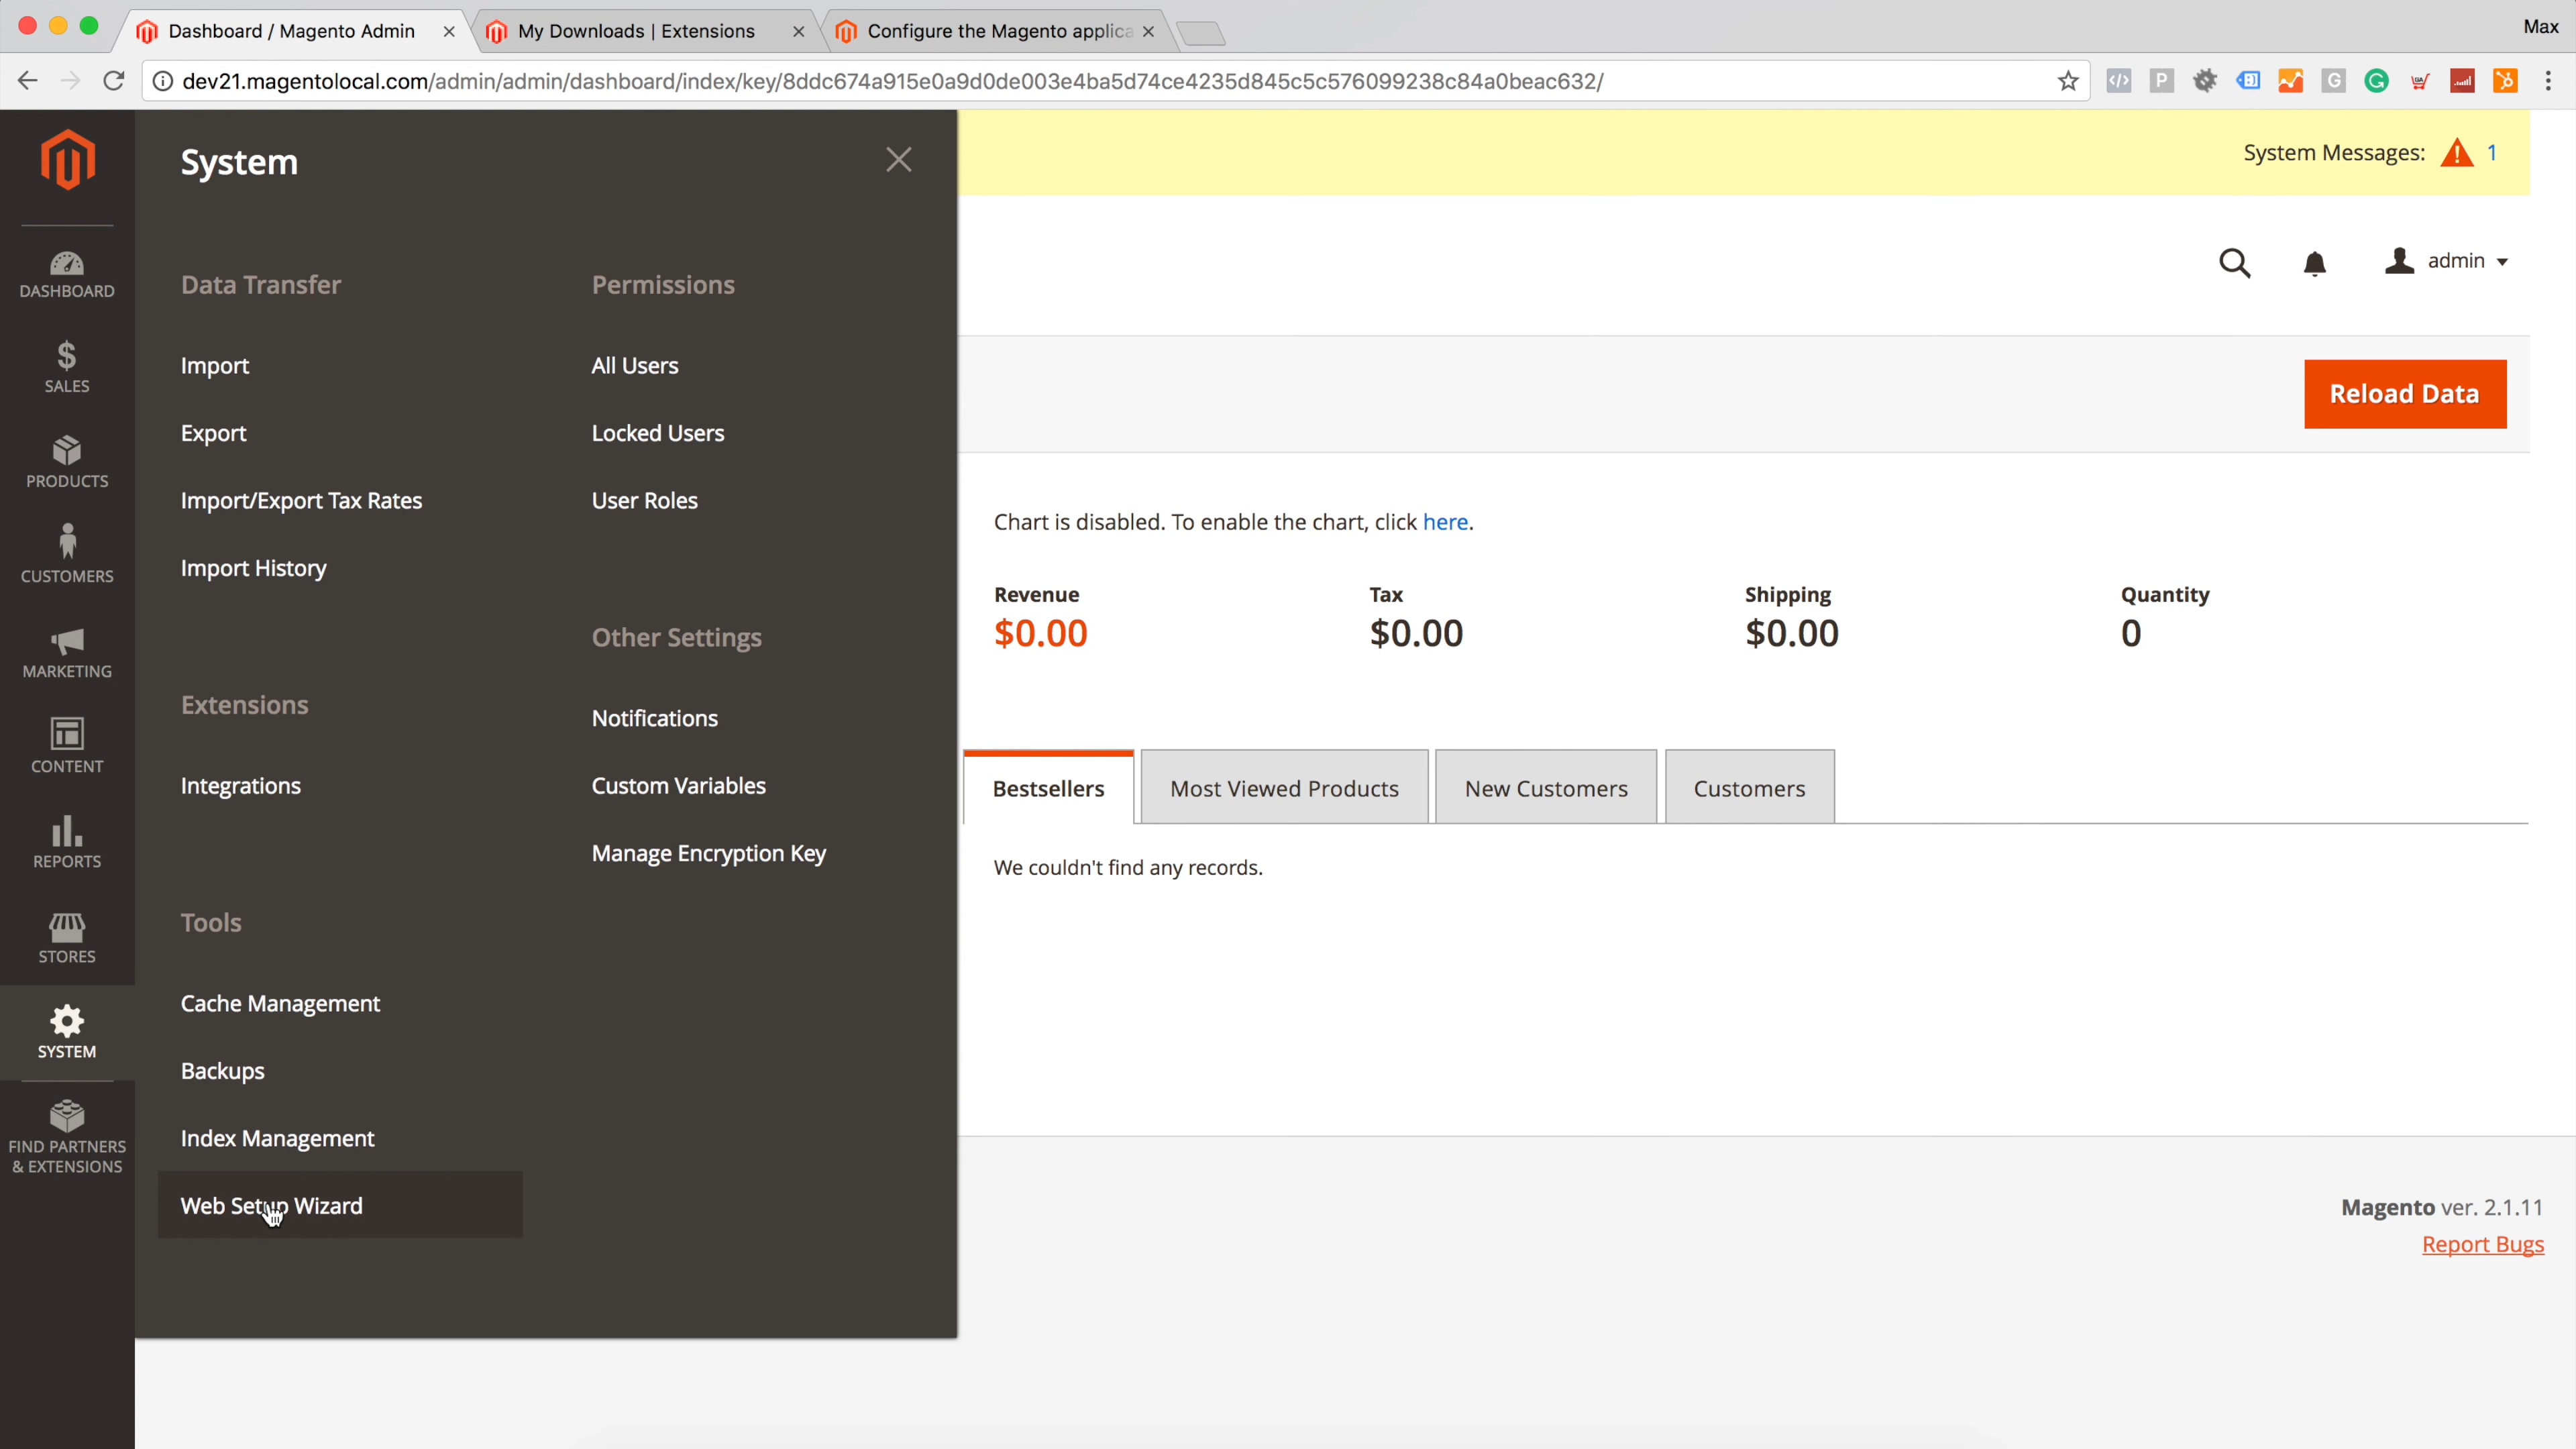 Dashboard / Magento Admin
My Downloads | Extensions
Configure the Magento applica
Max
dev21.magentolocal.com/admin/admin/dashboard/index/key/8ddc674a915e0a9d0de003e4ba5d74ce4235d845c5c576099238c84a0beac632/
System
System Messages: 1
admin
DASHBOARD
SALES
PRODUCTS
CUSTOMERS
MARKETING
CONTENT
REPORTS
STORES
SYSTEM
FIND PARTNERS
& EXTENSIONS
Data Transfer
Import
Export
Import/Export Tax Rates
Import History
Extensions
Integrations
Tools
Cache Management
Backups
Index Management
Web Setup Wizard
Permissions
All Users
Locked Users
User Roles
Other Settings
Notifications
Custom Variables
Manage Encryption Key
Reload Data
Chart is disabled. To enable the chart, click here.
Revenue
$0.00
Tax
$0.00
Shipping
$0.00
Quantity
0
Bestsellers
Most Viewed Products
New Customers
Customers
We couldn't find any records.
Magento ver. 2.1.11
Report Bugs